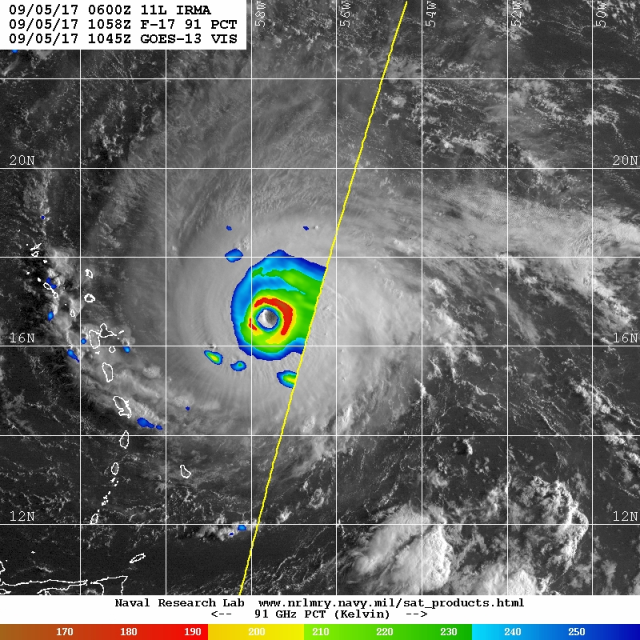 09/05/17 0600Z 11L IRMA
09/05/17 1058Z F-17 91 PCT
09/05/17 1045Z GOES-13 VIS
58W 56W 54W 52W 50W
20N 20N
16N 16N
12N 12N
Naval Research Lab www.nrlmry.navy.mil/sat_products.html
<-- 91 GHz PCT (Kelvin) -->
170 180 190 200 210 220 230 240 250